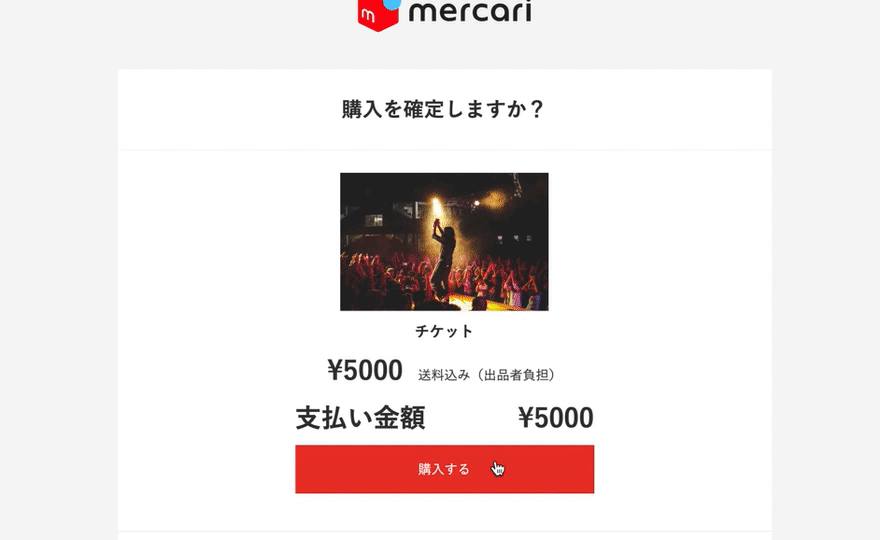 mercari
購入を確定しますか？
チケット
¥5000 送料込み（出品者負担）
支払い金額 ¥5000
購入する